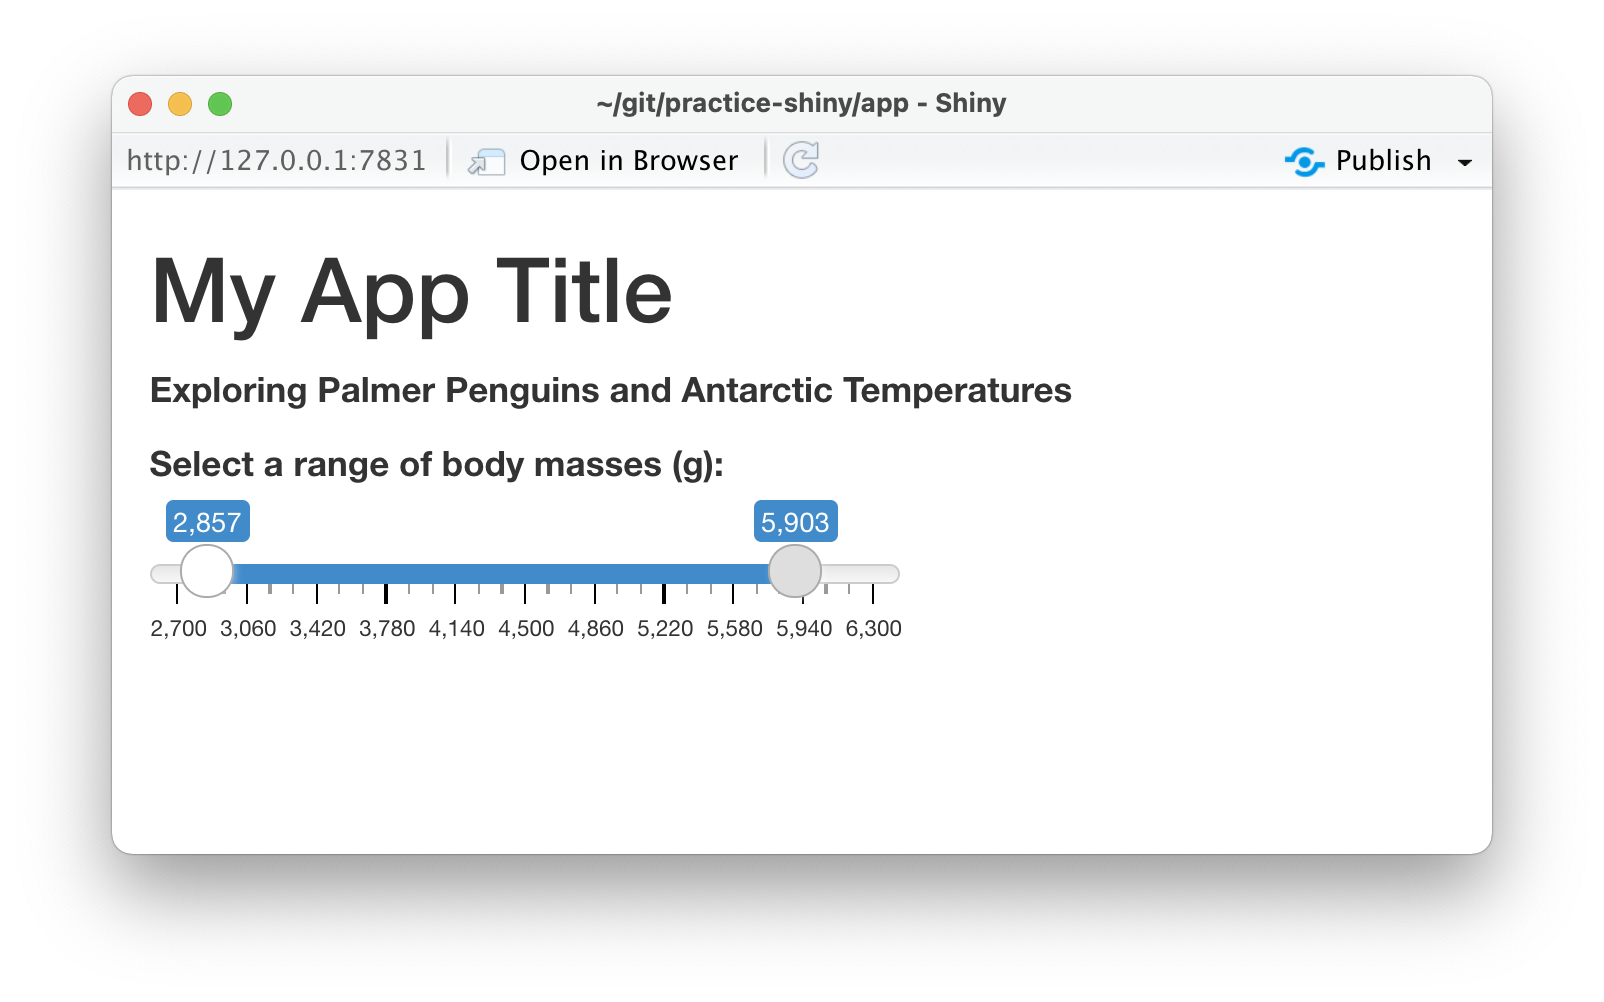 ~/git/practice-shiny/app - Shiny
http://127.0.0.1:7831 Open in Browser Publish
My App Title
Exploring Palmer Penguins and Antarctic Temperatures
Select a range of body masses (g):
2,857 5,903
2,700 3,060 3,420 3,780 4,140 4,500 4,860 5,220 5,580 5,940 6,300